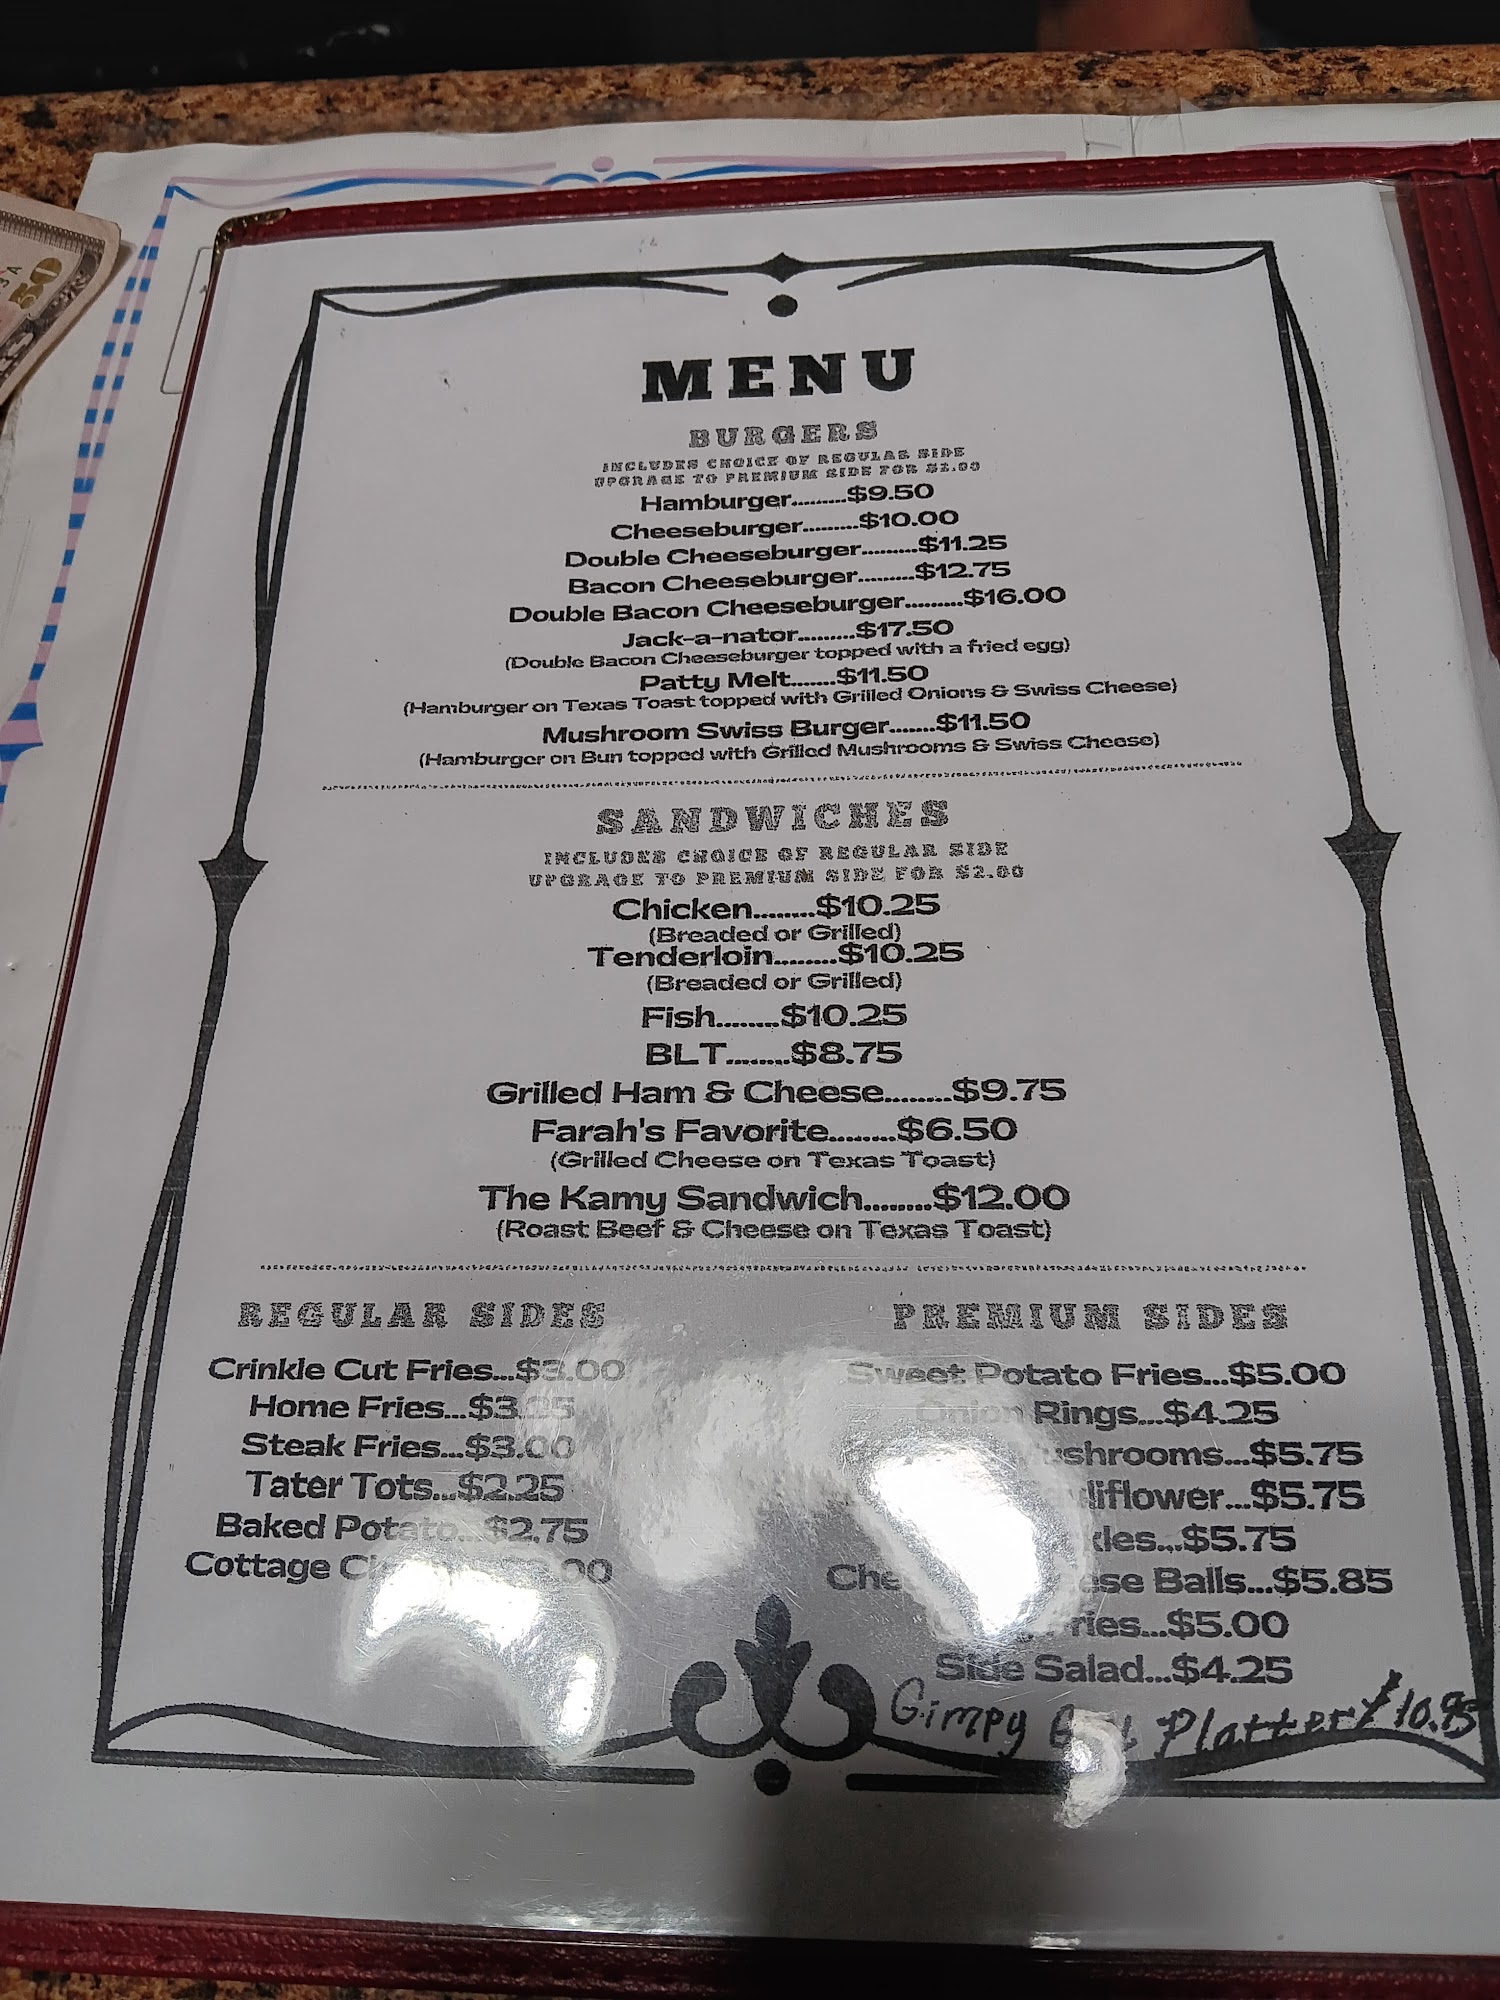 MENU
BURGERS
INCLUDES CHOICE OF REGULAR SIDE
UPGRAGE TO PREMIUM SIDE FOR $2.00
Hamburger.........$9.50
Cheeseburger.........$10.00
Double Cheeseburger.........$11.25
Bacon Cheeseburger.........$12.75
Double Bacon Cheeseburger.........$16.00
Jack-a-nator.........$17.50
(Double Bacon Cheeseburger topped with a fried egg)
Patty Melt.......$11.50
(Hamburger on Texas Toast topped with Grilled Onions & Swiss Cheese)
Mushroom Swiss Burger.......$11.50
(Hamburger on Bun topped with Grilled Mushrooms & Swiss Cheese)
SANDWICHES
INCLUDES CHOICE OF REGULAR SIDE
UPGRAGE TO PREMIUM SIDE FOR $2.00
Chicken.........$10.25
(Breaded or Grilled)
Tenderloin.........$10.25
(Breaded or Grilled)
Fish.........$10.25
BLT.........$8.75
Grilled Ham & Cheese.........$9.75
Farah's Favorite.........$6.50
(Grilled Cheese on Texas Toast)
The Kamy Sandwich.........$12.00
(Roast Beef & Cheese on Texas Toast)
REGULAR SIDES
Crinkle Cut Fries...$3.00
Home Fries...$3.25
Steak Fries...$3.00
Tater Tots...$2.25
Baked Potato...$2.75
Cottage
PREMIUM SIDES
Sweet Potato Fries...$5.00
Onion Rings...$4.25
Mushrooms...$5.75
Cauliflower...$5.75
$5.75
Balls...$5.85
$5.00
Side Salad...$4.25
Gimpy Platter $10.95
50